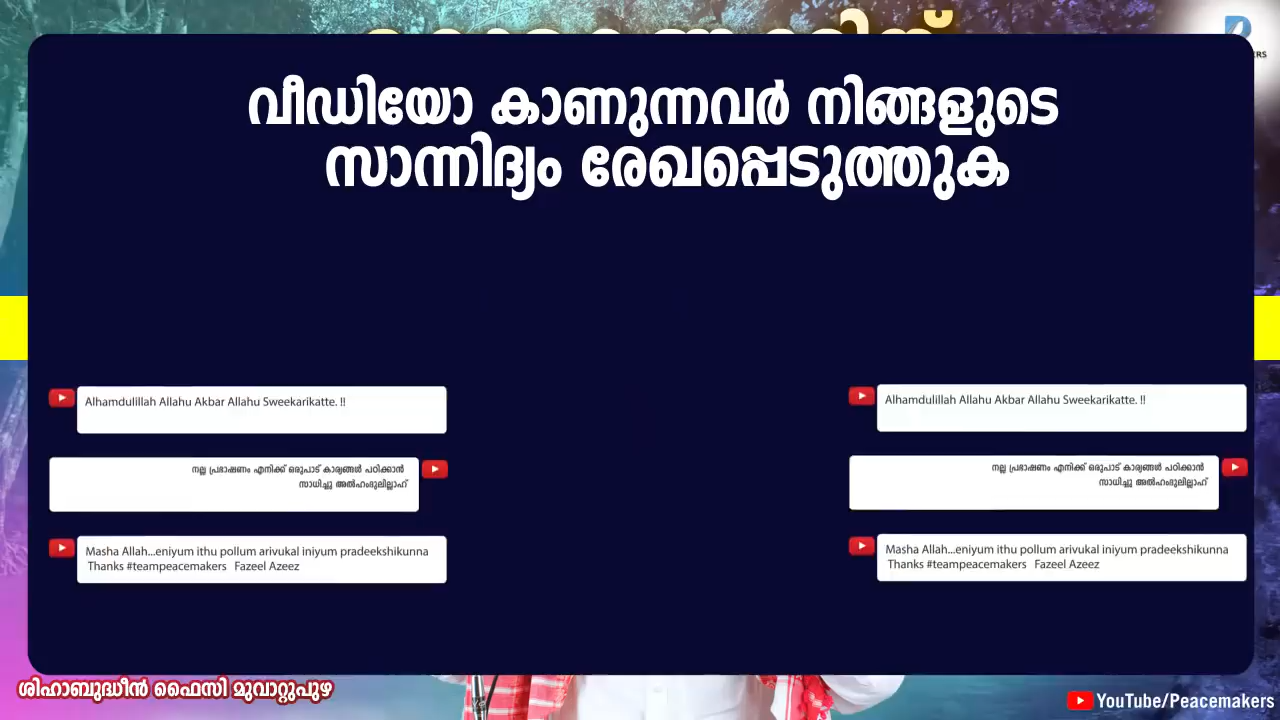 വീഡിയോ കാണുന്നവർ നിങ്ങളുടെ
സാന്നിദ്യം രേഖപ്പെടുത്തുക
Alhamdulillah Allahu Akbar Allahu Sweekarikatte. !!
നല്ല പ്രഭാഷണം എനിക്ക് ഒരുപാട് കാര്യങ്ങൾ പഠിക്കാൻ
സാധിച്ചു അൽഹംദുലില്ലാഹ്
Masha Allah...eniyum ithu pollum arivukal iniyum pradeekshikunna
Thanks #teampeacemakers Fazeel Azeez
Alhamdulillah Allahu Akbar Allahu Sweekarikatte. !!
നല്ല പ്രഭാഷണം എനിക്ക് ഒരുപാട് കാര്യങ്ങൾ പഠിക്കാൻ
സാധിച്ചു അൽഹംദുലില്ലാഹ്
Masha Allah...eniyum ithu pollum arivukal iniyum pradeekshikunna
Thanks #teampeacemakers Fazeel Azeez
ശിഹാബുദ്ധീൻ ഫൈസി മുവാറ്റുപുഴ
YouTube/Peacemakers